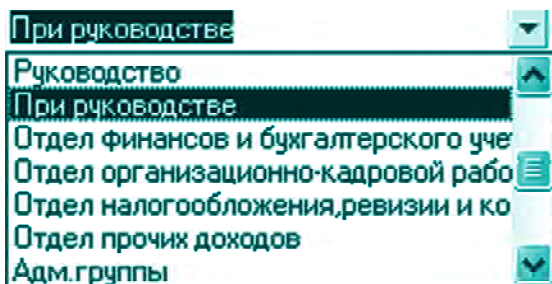 При руководстве
Руководство
При руководстве
Отдел финансов и бухгалтерского уче
Отдел организационно-кадровой рабо
Отдел налогообложения,ревизии и ко
Отдел прочих доходов
Адм.группы